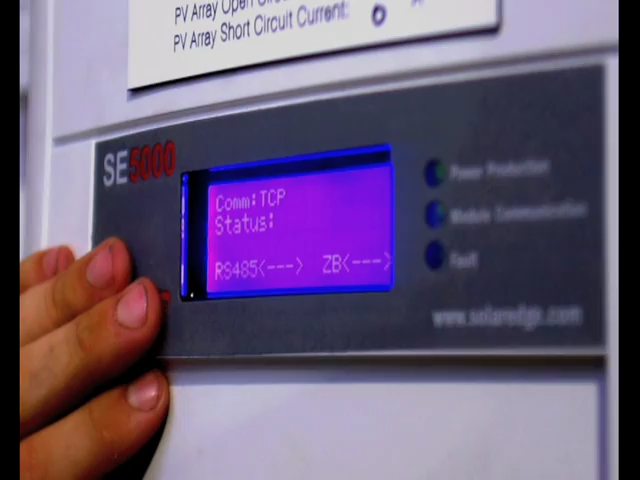 PV Array Open
PV Array Short Circuit Current:
SE5000
Comm:TCP
Status:
RS485<---> ZB<--->
Power Production
Module Communication
Fault
www.solaredge.com